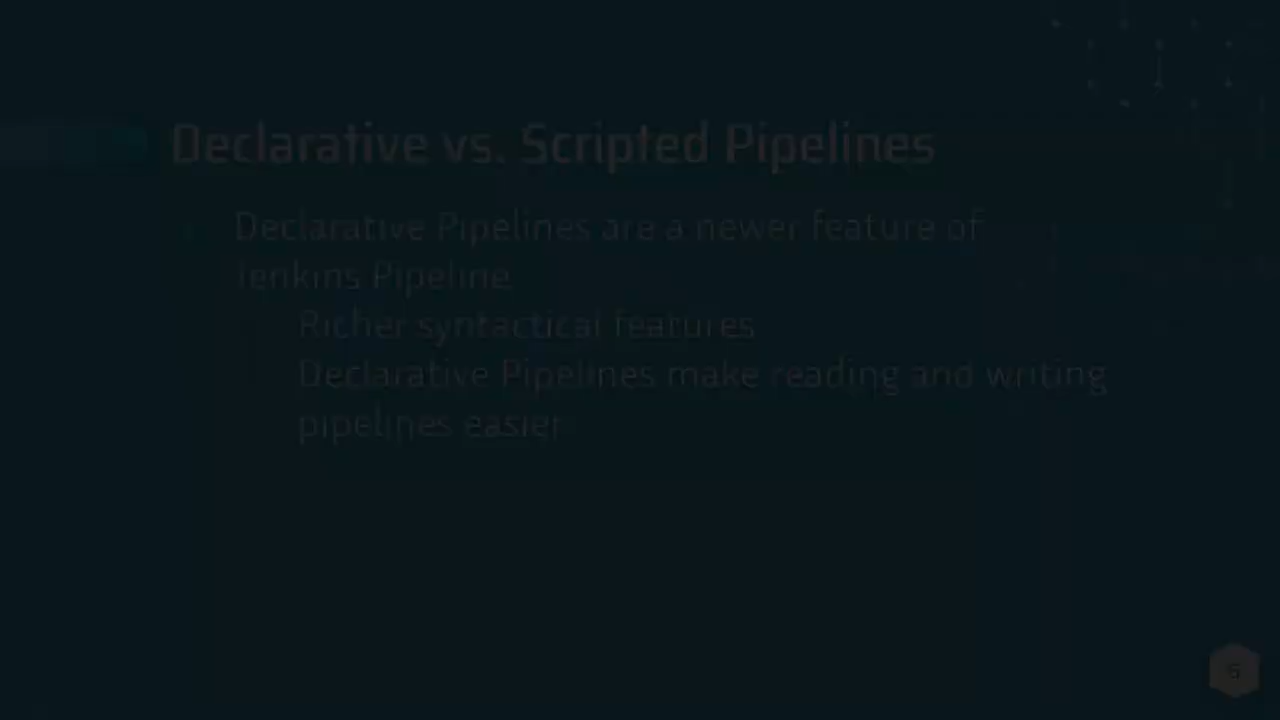 Declarative vs. Scripted Pipelines
Declarative Pipelines are a newer feature of
Jenkins Pipeline
Richer syntactical features
Declarative Pipelines make reading and writing
pipelines easier
5